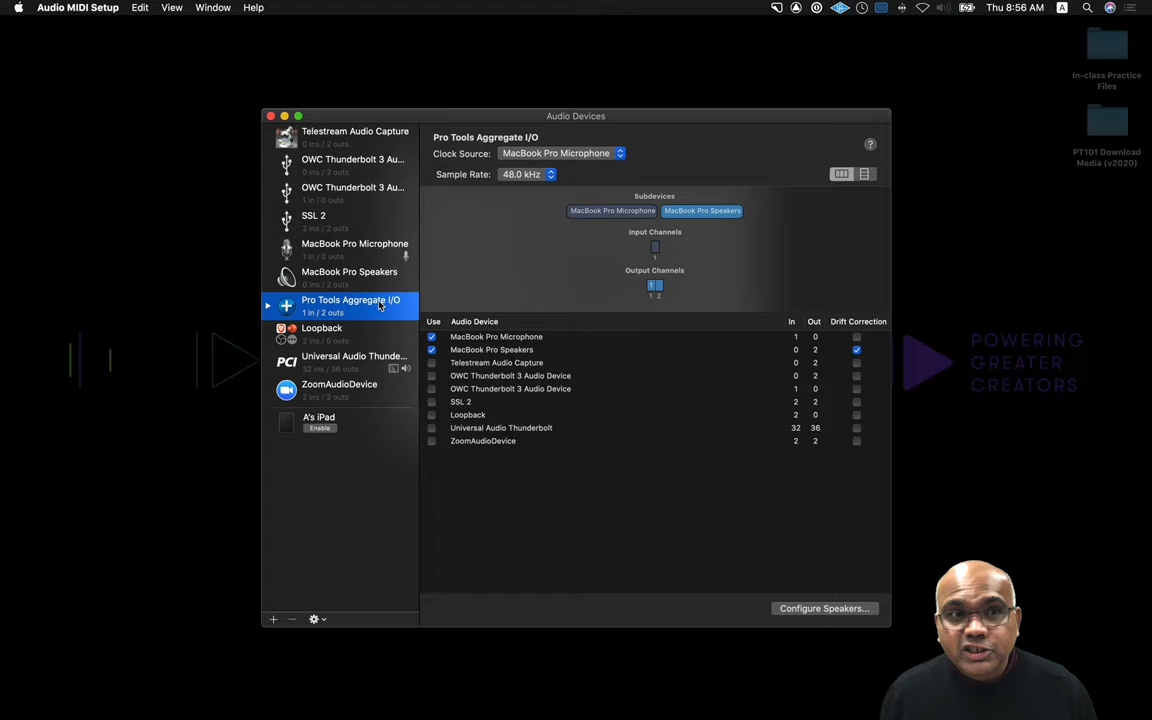 Audio MIDI Setup Edit View Window Help
Thu 8:56 AM A
In-class Practice
Files
PT101 Download
Media (v2020)
Audio Devices
Telestream Audio Capture
0 ins / 2 outs
OWC Thunderbolt 3 Au...
0 ins / 2 outs
OWC Thunderbolt 3 Au...
1 in / 0 outs
SSL 2
2 ins / 2 outs
MacBook Pro Microphone
1 in / 0 outs
MacBook Pro Speakers
0 ins / 2 outs
Pro Tools Aggregate I/O
1 in / 2 outs
Loopback
2 ins / 0 outs
PCI
Universal Audio Thunde...
32 ins / 36 outs
ZoomAudioDevice
2 ins / 2 outs
A's iPad
Enable
Pro Tools Aggregate I/O
Clock Source: MacBook Pro Microphone
Sample Rate: 48.0 kHz
?
Subdevices
MacBook Pro Microphone MacBook Pro Speakers
Input Channels
1
Output Channels
1
1 2
Use Audio Device In Out Drift Correction
MacBook Pro Microphone 1 0
MacBook Pro Speakers 0 2
Telestream Audio Capture 0 2
OWC Thunderbolt 3 Audio Device 0 2
OWC Thunderbolt 3 Audio Device 1 0
SSL 2 2 2
Loopback 2 0
Universal Audio Thunderbolt 32 36
ZoomAudioDevice 2 2
Configure Speakers...
POWERING
GREATER
CREATORS